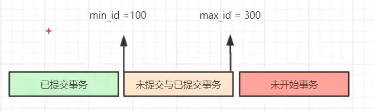 min_id =100
max_id = 300
已提交事务
未提交与已提交事务
未开始事务